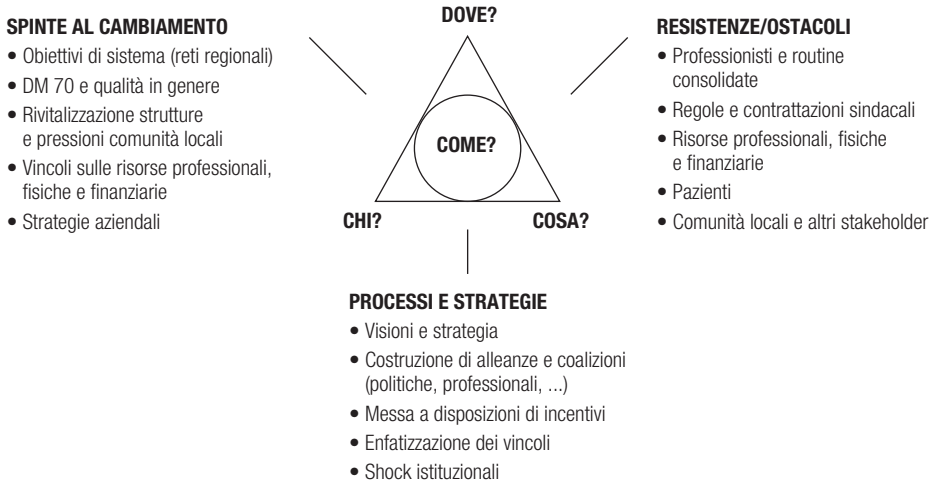 SPINTE AL CAMBIAMENTO
• Obiettivi di sistema (reti regionali)
• DM 70 e qualità in genere
• Rivitalizzazione strutture
e pressioni comunità locali
• Vincoli sulle risorse professionali,
fisiche e finanziarie
• Strategie aziendali
DOVE?
COME?
CHI?
COSA?
RESISTENZE/OSTACOLI
• Professionisti e routine
consolidate
• Regole e contrattazioni sindacali
• Risorse professionali, fisiche
e finanziarie
• Pazienti
• Comunità locali e altri stakeholder
PROCESSI E STRATEGIE
• Visioni e strategia
• Costruzione di alleanze e coalizioni
(politiche, professionali, ...)
• Messa a disposizioni di incentivi
• Enfatizzazione dei vincoli
• Shock istituzionali